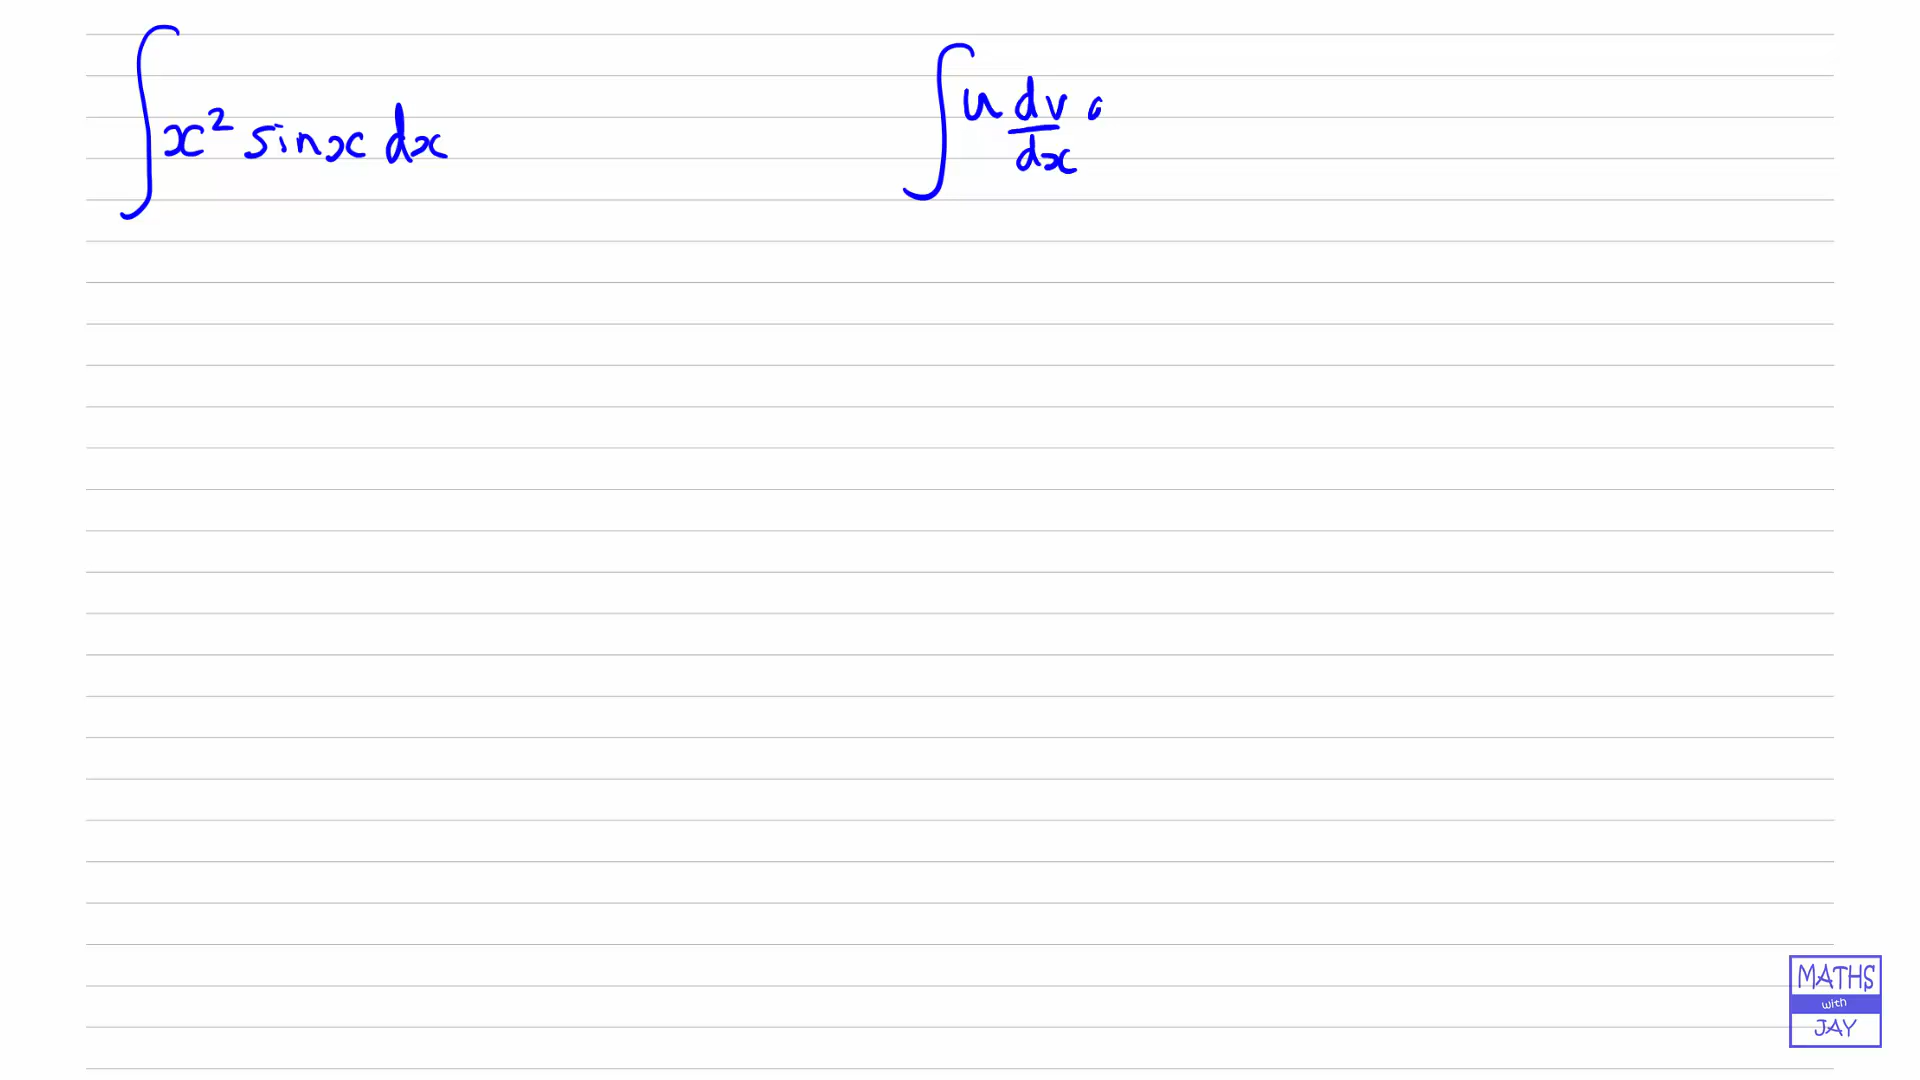 ∫ x² sinx dx
∫ u dv/dx
MATHS
with
JAY